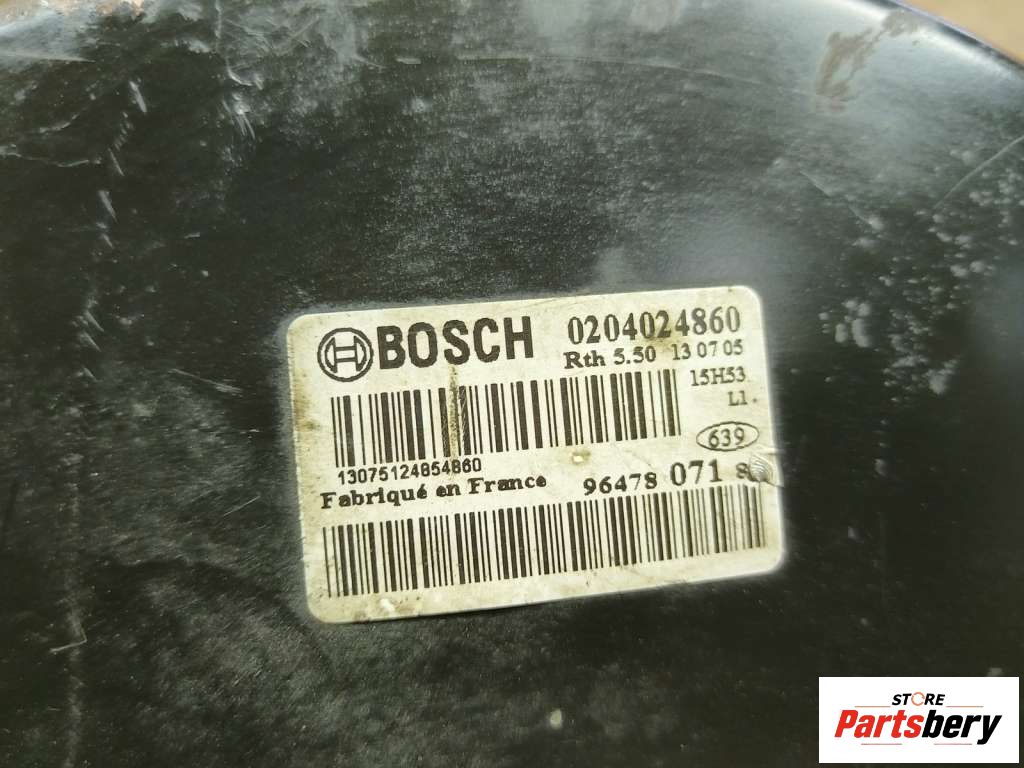 BOSCH 0204024860
Rth 5.50 13 07 05
15H53
L1.
639
13075124854860
Fabriqué en France 96478 071 8
STORE
Partsbery